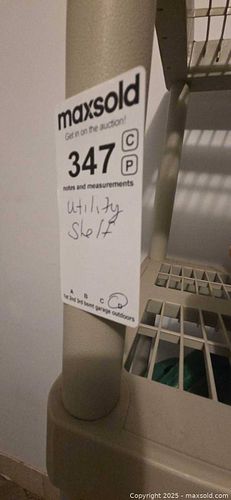 maxsold
Get in on the auction!
347 C
P
notes and measurements
Utility
Shelf
A B C D
1st 2nd 3rd bsmt garage outdoors
Copyright 2025 - maxsold.com